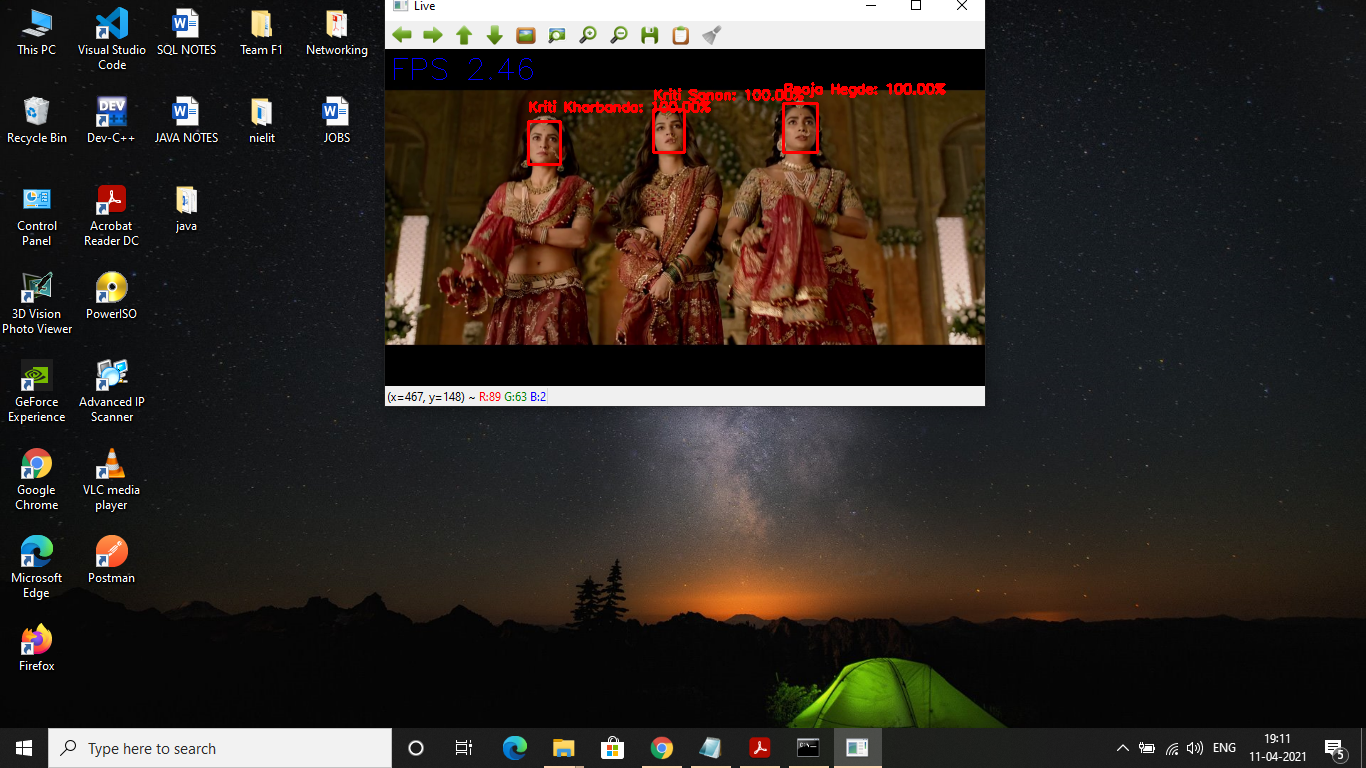 Live
FPS 2.46
Kriti Kharbanda: 100.00%
Kriti Sanon: 100.00%
Pooja Hegde: 100.00%
(x=467, y=148) ~ R:89 G:63 B:2
This PC
Visual Studio
Code
SQL NOTES
Team F1
Networking
Recycle Bin
DEV
Dev-C++
JAVA NOTES
nielit
JOBS
Control
Panel
Acrobat
Reader DC
java
3D Vision
Photo Viewer
PowerISO
GeForce
Experience
Advanced IP
Scanner
Google
Chrome
VLC media
player
Microsoft
Edge
Postman
Firefox
Type here to search
ENG
19:11
11-04-2021
5